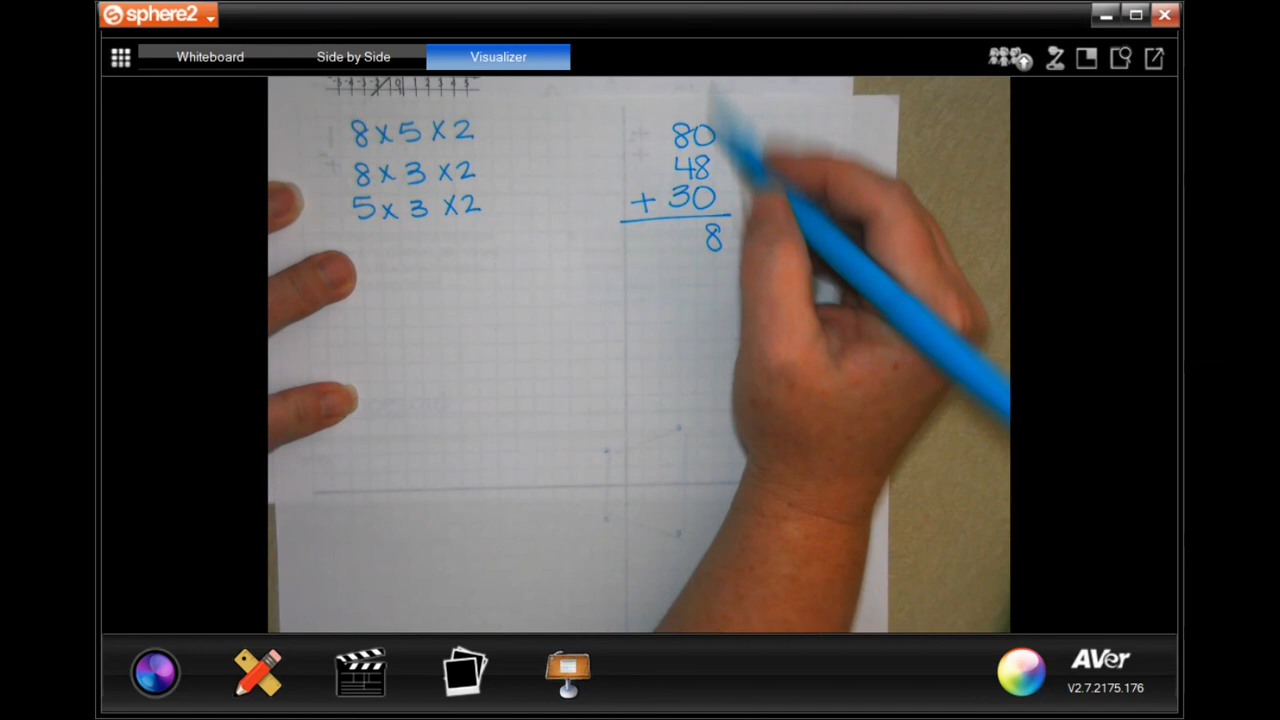 sphere2
Whiteboard Side by Side Visualizer
8 x 5 x 2
8 x 3 x 2
5 x 3 x 2
80
48
+ 30
8
AVer
V2.7.2175.176